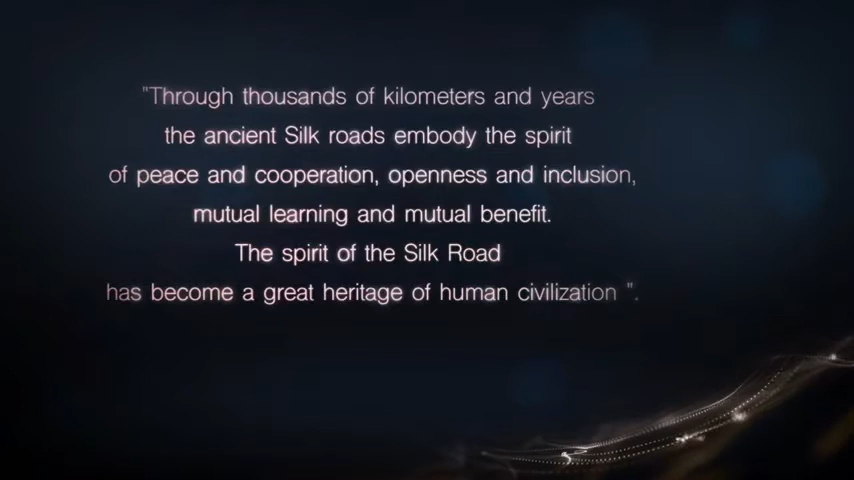 "Through thousands of kilometers and years
the ancient Silk roads embody the spirit
of peace and cooperation, openness and inclusion,
mutual learning and mutual benefit.
The spirit of the Silk Road
has become a great heritage of human civilization ".